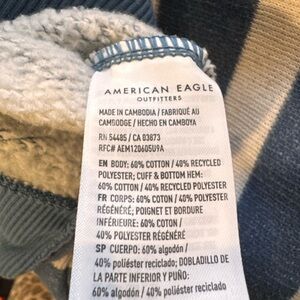 AMERICAN EAGLE
OUTFITTERS
MADE IN CAMBODIA / FABRIQUÉ AU
CAMBODGE / HECHO EN CAMBOYA
RN 54485 / CA 03873
RFC# AEM120605U9A
EN BODY: 60% COTTON / 40% RECYCLED
POLYESTER; CUFF & BOTTOM HEM:
60% COTTON / 40% RECYCLED POLYESTER
FR CORPS: 60% COTON / 40% POLYESTER
RÉGÉNÉRÉ; POIGNET ET BORDURE
INFÉRIEURE: 60% COTON /
40% POLYESTER RÉGÉNÉRÉ
SP CUERPO: 60% algodón /
40% poliéster reciclado; DOBLADILLO DE
LA PARTE INFERIOR Y PUÑO:
60% algodón / 40% poliéster reciclado